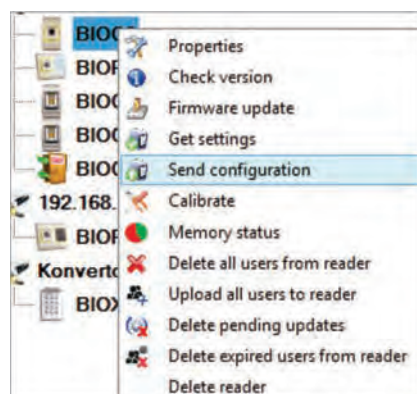 BIOC
Properties
BIOP
Check version
BIOC
Firmware update
BIOC
Get settings
BIOC
Send configuration
192.168.
Calibrate
BIOP
Memory status
Delete all users from reader
Konverto
Upload all users to reader
BIOX
Delete pending updates
Delete expired users from reader
Delete reader